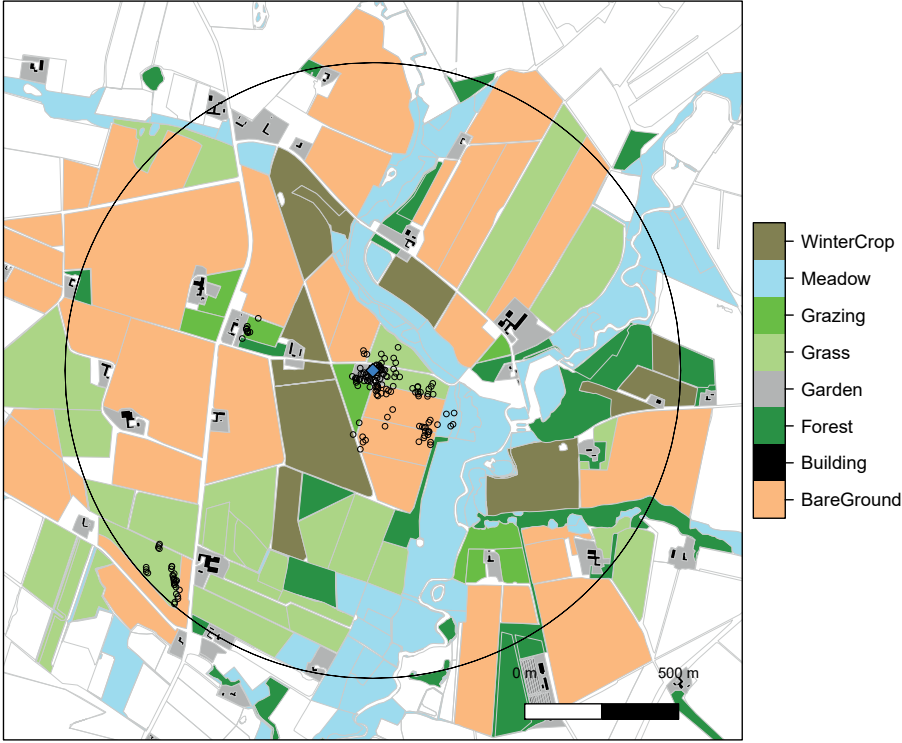 WinterCrop
Meadow
Grazing
Grass
Garden
Forest
Building
BareGround
0 m 500 m